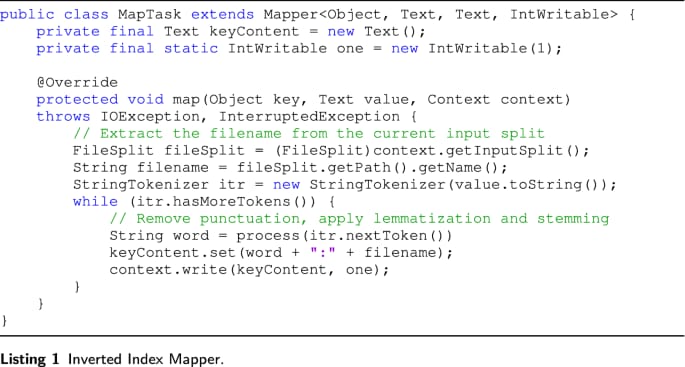 public class MapTask extends Mapper<Object, Text, Text, IntWritable> {
    private final Text keyContent = new Text();
    private final static IntWritable one = new IntWritable(1);

    @Override
    protected void map(Object key, Text value, Context context)
    throws IOException, InterruptedException {
        // Extract the filename from the current input split
        FileSplit fileSplit = (FileSplit)context.getInputSplit();
        String filename = fileSplit.getPath().getName();
        StringTokenizer itr = new StringTokenizer(value.toString());
        while (itr.hasMoreTokens()) {
            // Remove punctuation, apply lemmatization and stemming
            String word = process(itr.nextToken())
            keyContent.set(word + ":" + filename);
            context.write(keyContent, one);
        }
    }
}
Listing 1 Inverted Index Mapper.